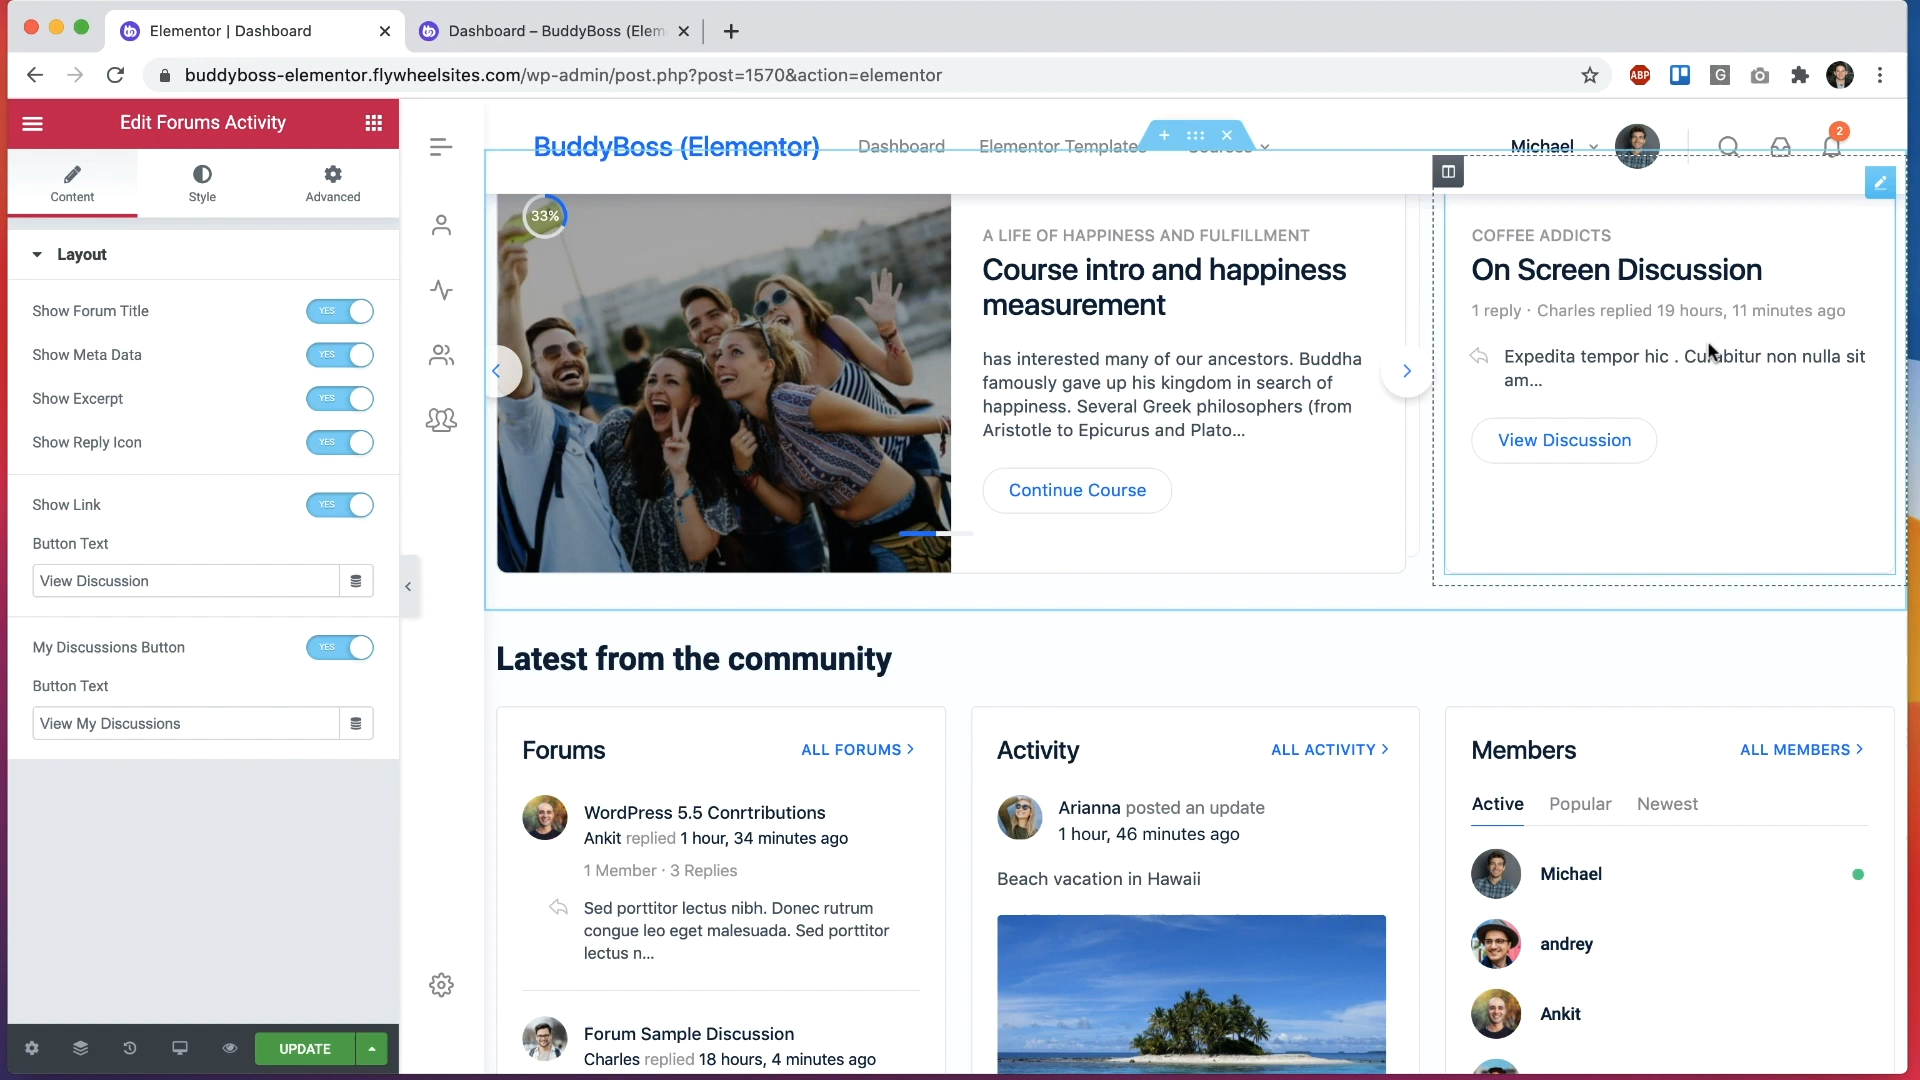 Elementor | Dashboard
Dashboard – BuddyBoss (Elem
buddyboss-elementor.flywheelsites.com/wp-admin/post.php?post=1570&action=elementor
ABP
G
Edit Forums Activity
Content
Style
Advanced
Layout
Show Forum Title
YES
Show Meta Data
YES
Show Excerpt
YES
Show Reply Icon
YES
Show Link
YES
Button Text
View Discussion
My Discussions Button
YES
Button Text
View My Discussions
UPDATE
BuddyBoss (Elementor)
Dashboard
Elementor Templates
Courses
Michael
2
33%
A LIFE OF HAPPINESS AND FULFILLMENT
Course intro and happiness
measurement
has interested many of our ancestors. Buddha
famously gave up his kingdom in search of
happiness. Several Greek philosophers (from
Aristotle to Epicurus and Plato...
Continue Course
COFFEE ADDICTS
On Screen Discussion
1 reply · Charles replied 19 hours, 11 minutes ago
Expedita tempor hic . Curabitur non nulla sit
am...
View Discussion
Latest from the community
Forums
ALL FORUMS
WordPress 5.5 Conrtributions
Ankit replied 1 hour, 34 minutes ago
1 Member · 3 Replies
Sed porttitor lectus nibh. Donec rutrum
congue leo eget malesuada. Sed porttitor
lectus n...
Forum Sample Discussion
Charles replied 18 hours, 4 minutes ago
Activity
ALL ACTIVITY
Arianna posted an update
1 hour, 46 minutes ago
Beach vacation in Hawaii
Members
ALL MEMBERS
Active
Popular
Newest
Michael
andrey
Ankit